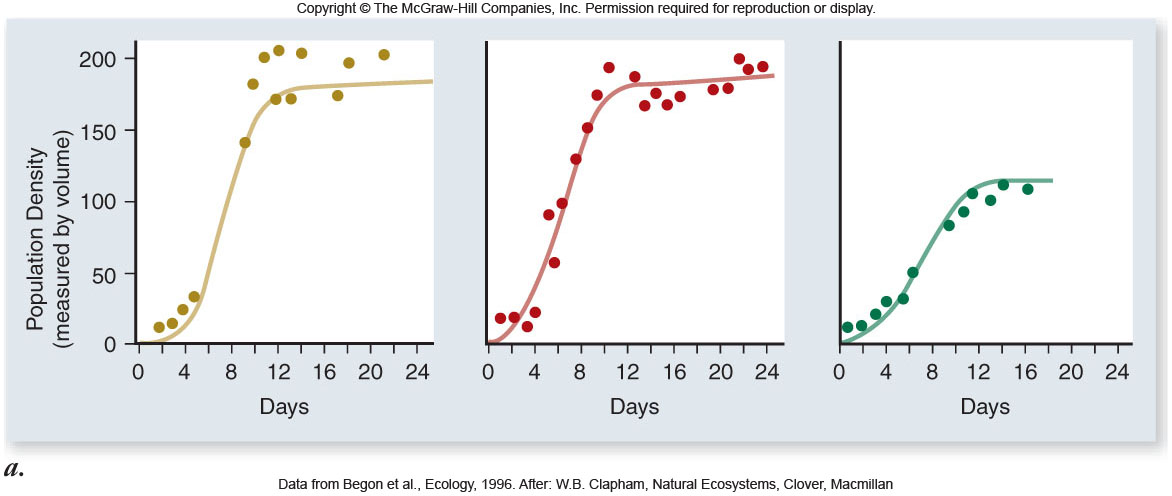 Copyright © The McGraw-Hill Companies, Inc. Permission required for reproduction or display.
Population Density
(measured by volume)
200
150
100
50
0
0 4 8 12 16 20 24
0 4 8 12 16 20 24
0 4 8 12 16 20 24
Days
Days
Days
a.
Data from Begon et al., Ecology, 1996. After: W.B. Clapham, Natural Ecosystems, Clover, Macmillan